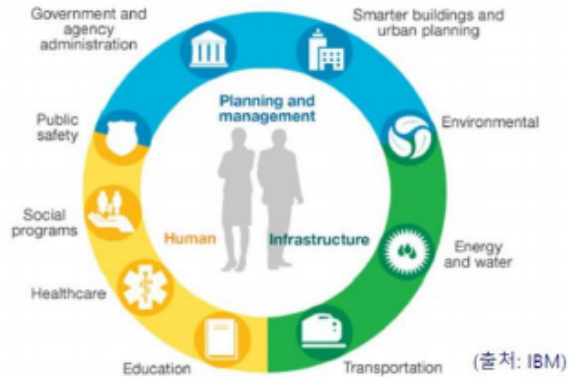 Government and
agency
administration
Smarter buildings and
urban planning
Planning and
management
Public
safety
Environmental
Social
programs
Human
Infrastructure
Energy
and water
Healthcare
Education
Transportation
(출처: IBM)